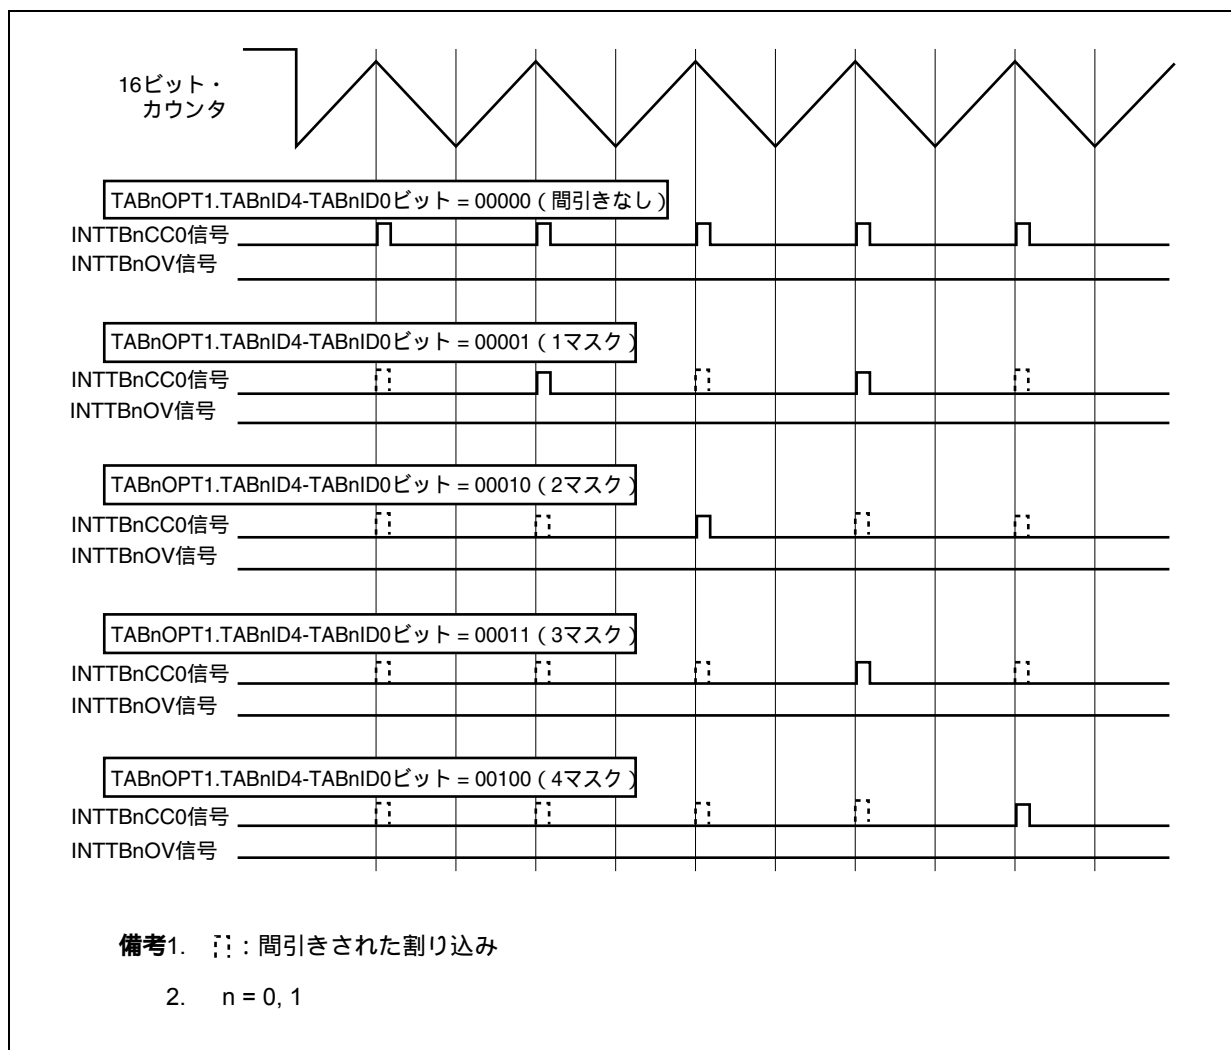 16ビット・
カウンタ
TABnOPT1.TABnID4-TABnID0ビット = 00000（間引きなし）
INTTBnCC0信号
INTTBnOV信号
TABnOPT1.TABnID4-TABnID0ビット = 00001（1マスク）
INTTBnCC0信号
INTTBnOV信号
TABnOPT1.TABnID4-TABnID0ビット = 00010（2マスク）
INTTBnCC0信号
INTTBnOV信号
TABnOPT1.TABnID4-TABnID0ビット = 00011（3マスク）
INTTBnCC0信号
INTTBnOV信号
TABnOPT1.TABnID4-TABnID0ビット = 00100（4マスク）
INTTBnCC0信号
INTTBnOV信号
備考1. : 間引きされた割り込み
2. n = 0, 1